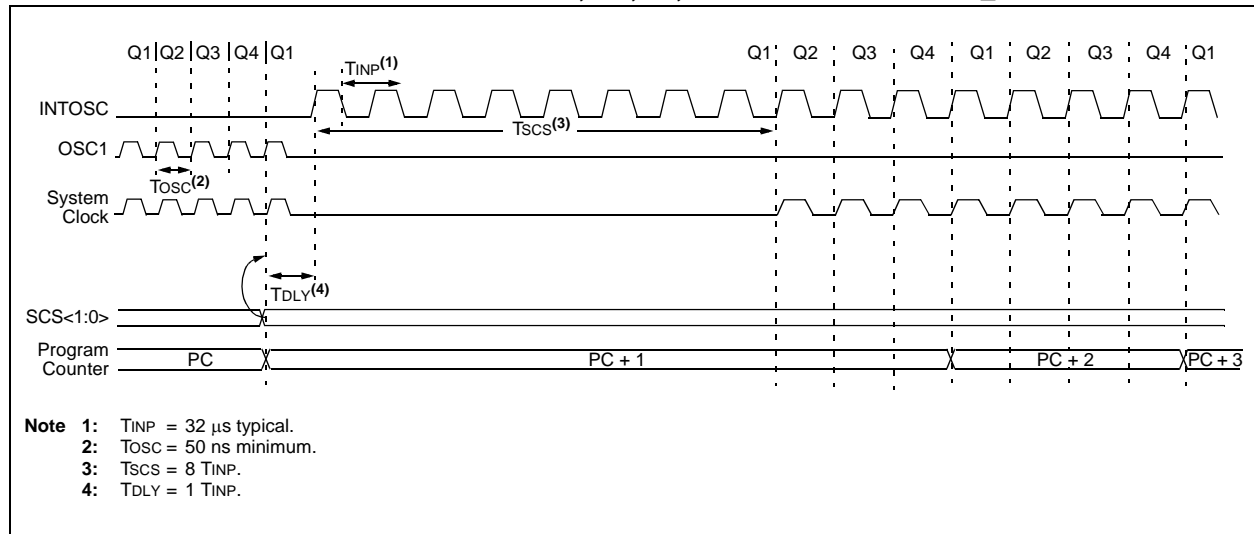 Q1 Q2 Q3 Q4 Q1 Q1 Q2 Q3 Q4 Q1 Q2 Q3 Q4 Q1
TINP(1)
INTOSC
TSCS(3)
OSC1
TOSC(2)
System
Clock
TDLY(4)
SCS<1:0>
Program
Counter
PC PC + 1 PC + 2 PC + 3
Note 1: TINP = 32 μs typical.
2: TOSC = 50 ns minimum.
3: TSCS = 8 TINP.
4: TDLY = 1 TINP.